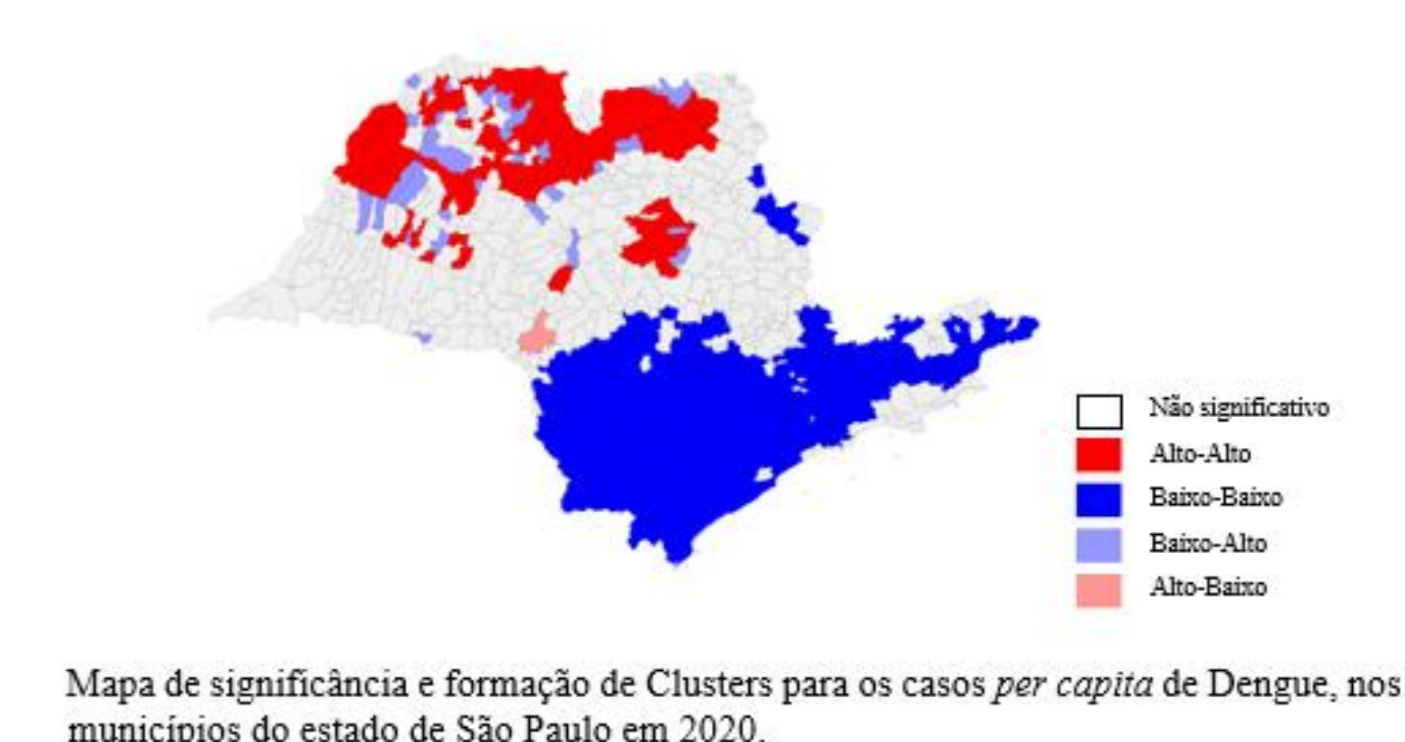 Não significativo
Alto-Alto
Baixo-Baixo
Baixo-Alto
Alto-Baixo
Mapa de significância e formação de Clusters para os casos per capita de Dengue, nos
municípios do estado de São Paulo em 2020.